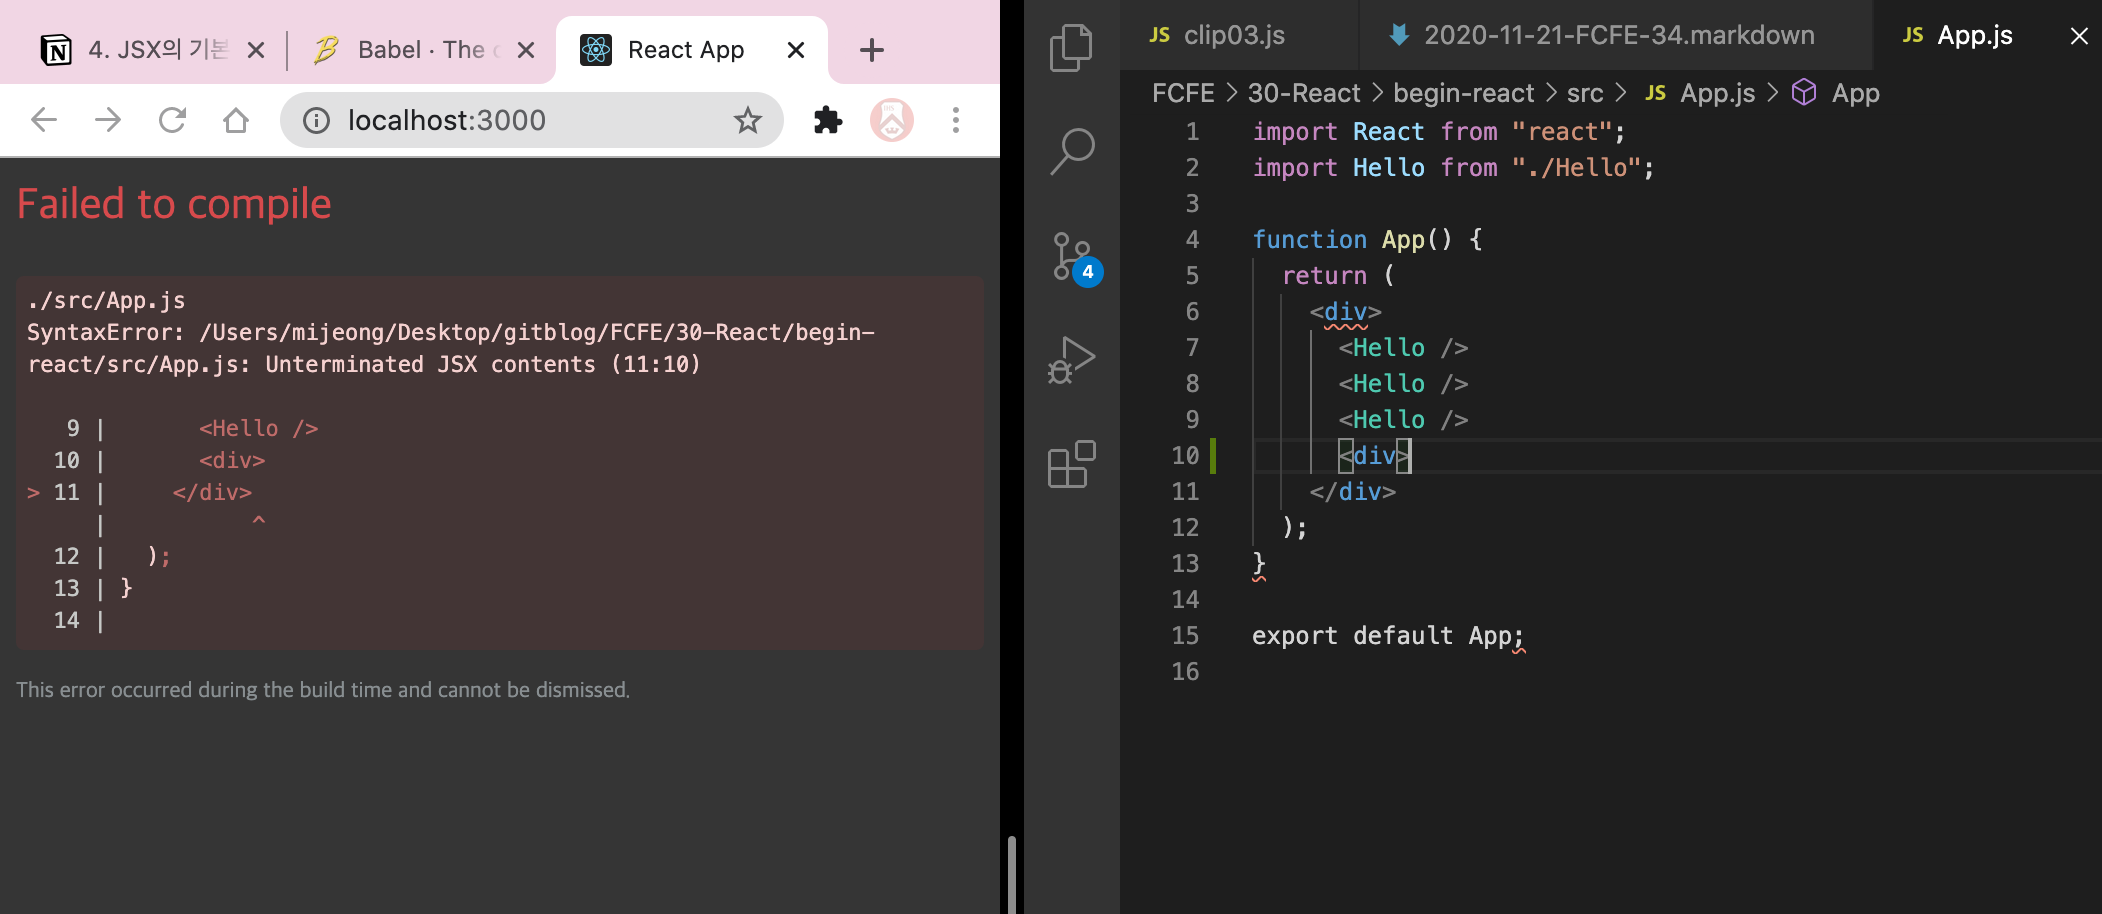 4. JSX의 기본
Babel · The c
React App
localhost:3000
Failed to compile
./src/App.js
SyntaxError: /Users/mijeong/Desktop/gitblog/FCFE/30-React/begin-
react/src/App.js: Unterminated JSX contents (11:10)
9 |       <Hello />
10 |       <div>
> 11 |     </div>
|           ^
12 |   );
13 | }
14 |
This error occurred during the build time and cannot be dismissed.
4
JS clip03.js
2020-11-21-FCFE-34.markdown
JS App.js
FCFE > 30-React > begin-react > src > JS App.js > App
1 import React from "react";
2 import Hello from "./Hello";
3
4 function App() {
5   return (
6     <div>
7       <Hello />
8       <Hello />
9       <Hello />
10       <div>
11     </div>
12   );
13 }
14
15 export default App;
16